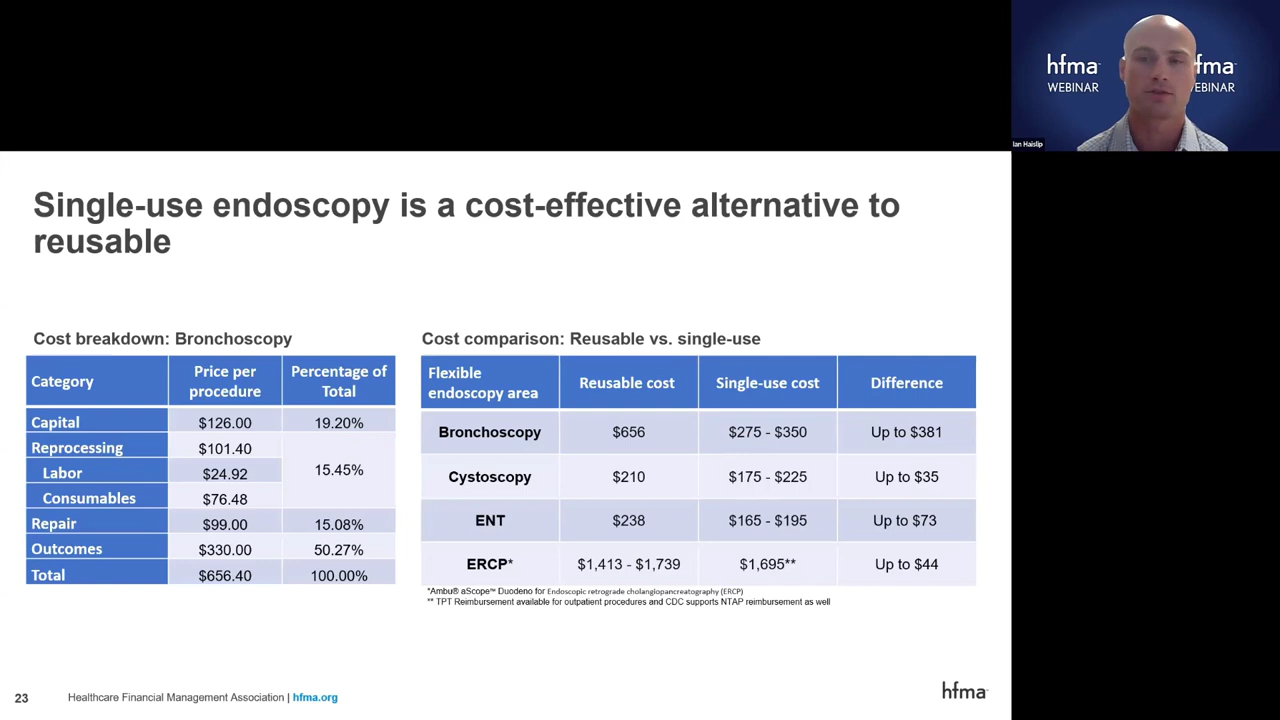 hfma
WEBINAR
fma
EBINAR
Ian Haislip
Single-use endoscopy is a cost-effective alternative to
reusable
Cost breakdown: Bronchoscopy
Category Price per procedure Percentage of Total
Capital $126.00 19.20%
Reprocessing $101.40 15.45%
Labor $24.92
Consumables $76.48
Repair $99.00 15.08%
Outcomes $330.00 50.27%
Total $656.40 100.00%
Cost comparison: Reusable vs. single-use
Flexible endoscopy area Reusable cost Single-use cost Difference
Bronchoscopy $656 $275 - $350 Up to $381
Cystoscopy $210 $175 - $225 Up to $35
ENT $238 $165 - $195 Up to $73
ERCP* $1,413 - $1,739 $1,695** Up to $44
*Ambu® aScope™ Duodeno for Endoscopic retrograde cholangiopancreatography (ERCP)
** TPT Reimbursement available for outpatient procedures and CDC supports NTAP reimbursement as well
23 Healthcare Financial Management Association | hfma.org
hfma™